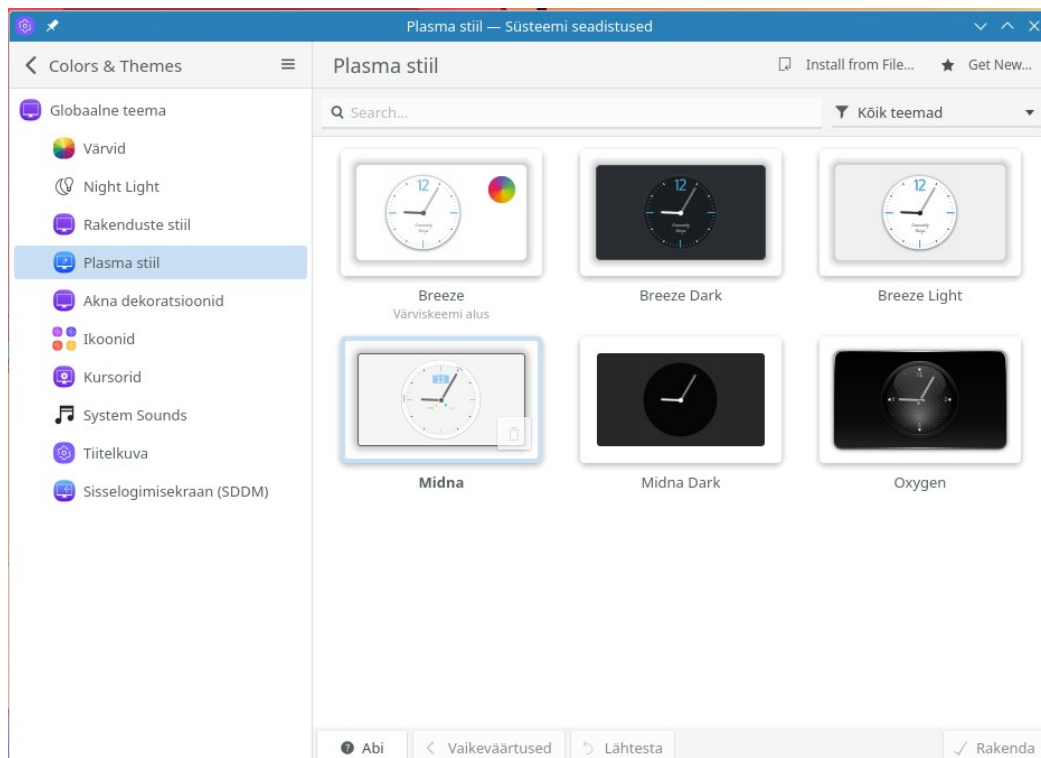 Plasma stiil — Süsteemi seadistused
Colors & Themes
Plasma stiil
Install from File...
Get New...
Globaalne teema
Värvid
Night Light
Rakenduste stiil
Plasma stiil
Akna dekoratsioonid
Ikoonid
Kursorid
System Sounds
Tiitelkuva
Sisselogimisekraan (SDDM)
Search...
Kõik teemad
12
12
12
Breeze
Värviskeemi alus
Breeze Dark
Breeze Light
12
Midna
Midna Dark
Oxygen
Abi
Vaikeväärtused
Lähtesta
Rakenda